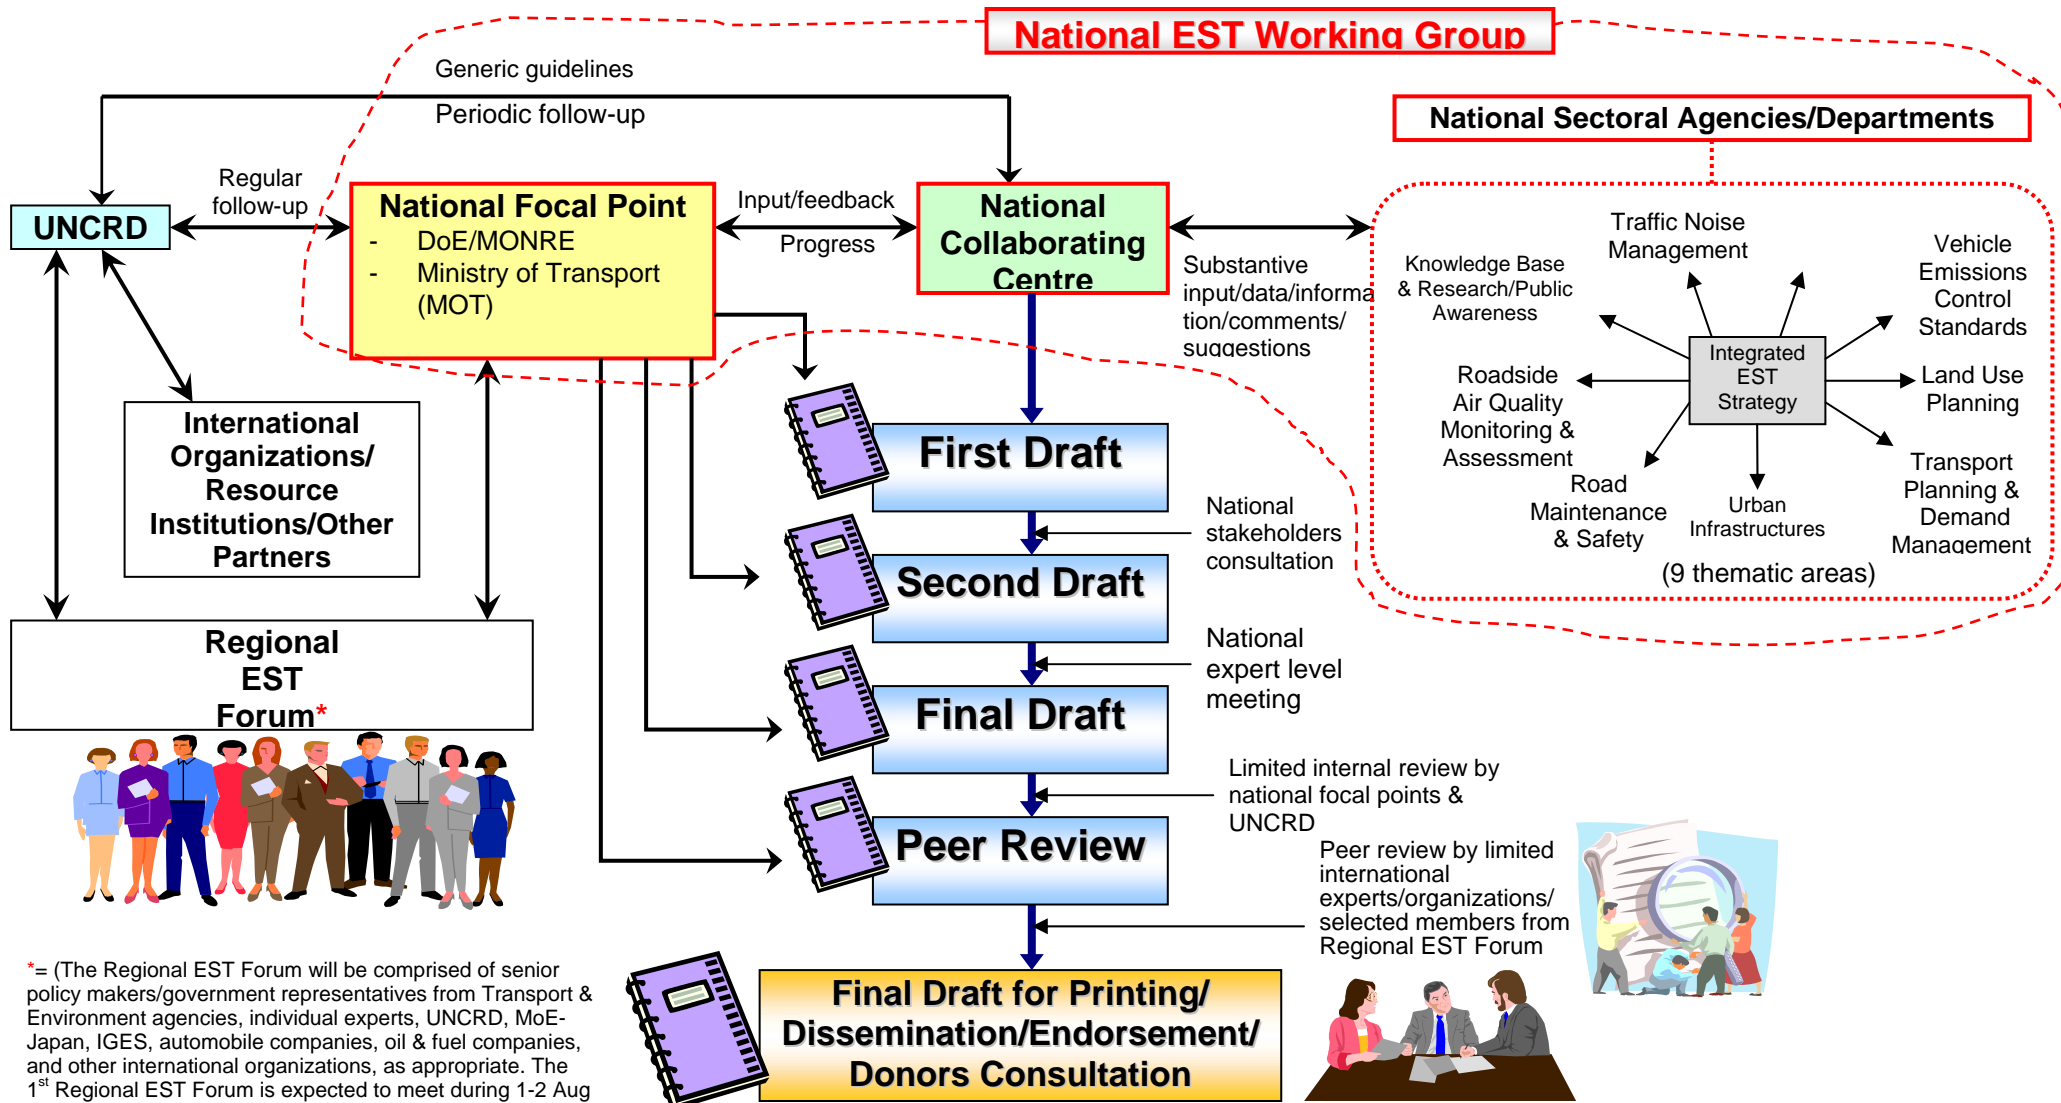 National EST Working Group
Generic guidelines
Periodic follow-up
National Sectoral Agencies/Departments
Regular
follow-up
UNCRD
National Focal Point
- DoE/MONRE
- Ministry of Transport
(MOT)
Input/feedback
Progress
National
Collaborating
Centre
Substantive
input/data/informa
tion/comments/
suggestions
Traffic Noise
Management
Knowledge Base
& Research/Public
Awareness
Vehicle
Emissions
Control
Standards
Integrated
EST
Strategy
Roadside
Air Quality
Monitoring &
Assessment
Land Use
Planning
Road
Maintenance
& Safety
Urban
Infrastructures
Transport
Planning &
Demand
Management
(9 thematic areas)
International
Organizations/
Resource
Institutions/Other
Partners
Regional
EST
Forum*
First Draft
National
stakeholders
consultation
Second Draft
National
expert level
meeting
Final Draft
Limited internal review by
national focal points &
UNCRD
Peer Review
Peer review by limited
international
experts/organizations/
selected members from
Regional EST Forum
Final Draft for Printing/
Dissemination/Endorsement/
Donors Consultation
*= (The Regional EST Forum will be comprised of senior
policy makers/government representatives from Transport &
Environment agencies, individual experts, UNCRD, MoE-
Japan, IGES, automobile companies, oil & fuel companies,
and other international organizations, as appropriate. The
1st Regional EST Forum is expected to meet during 1-2 Aug